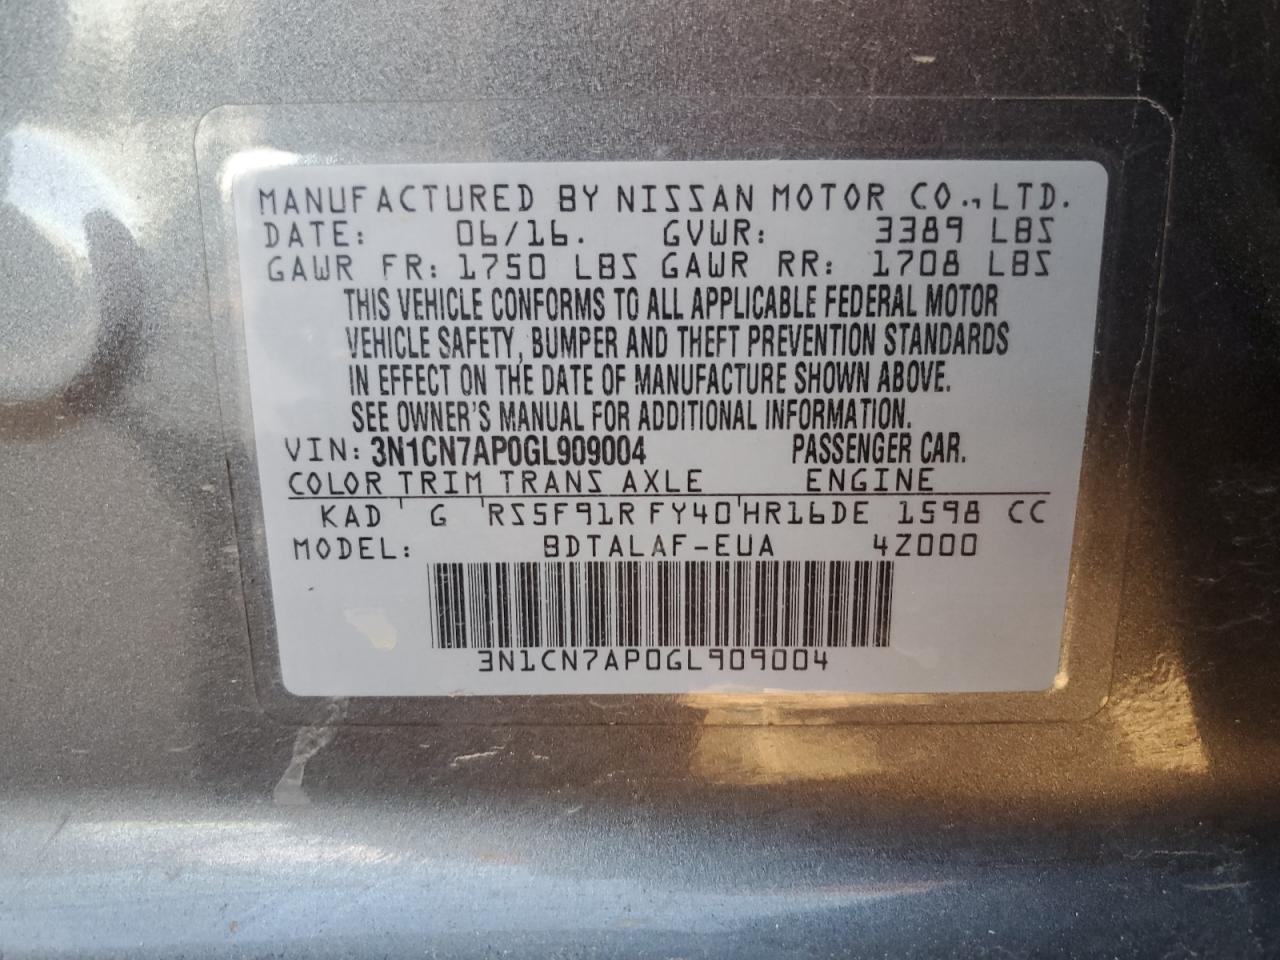 MANUFACTURED BY NISSAN MOTOR CO., LTD.
DATE: 06/16. GVWR: 3389 LBS
GAWR FR: 1750 LBS GAWR RR: 1708 LBS
THIS VEHICLE CONFORMS TO ALL APPLICABLE FEDERAL MOTOR
VEHICLE SAFETY, BUMPER AND THEFT PREVENTION STANDARDS
IN EFFECT ON THE DATE OF MANUFACTURE SHOWN ABOVE.
SEE OWNER'S MANUAL FOR ADDITIONAL INFORMATION.
VIN: 3N1CN7AP0GL909004 PASSENGER CAR.
COLOR TRIM TRANS AXLE ENGINE
KAD G RS5F91R FY40 HR16DE 1598 CC
MODEL: BDTALAF-EUA 4Z000
3N1CN7AP0GL909004